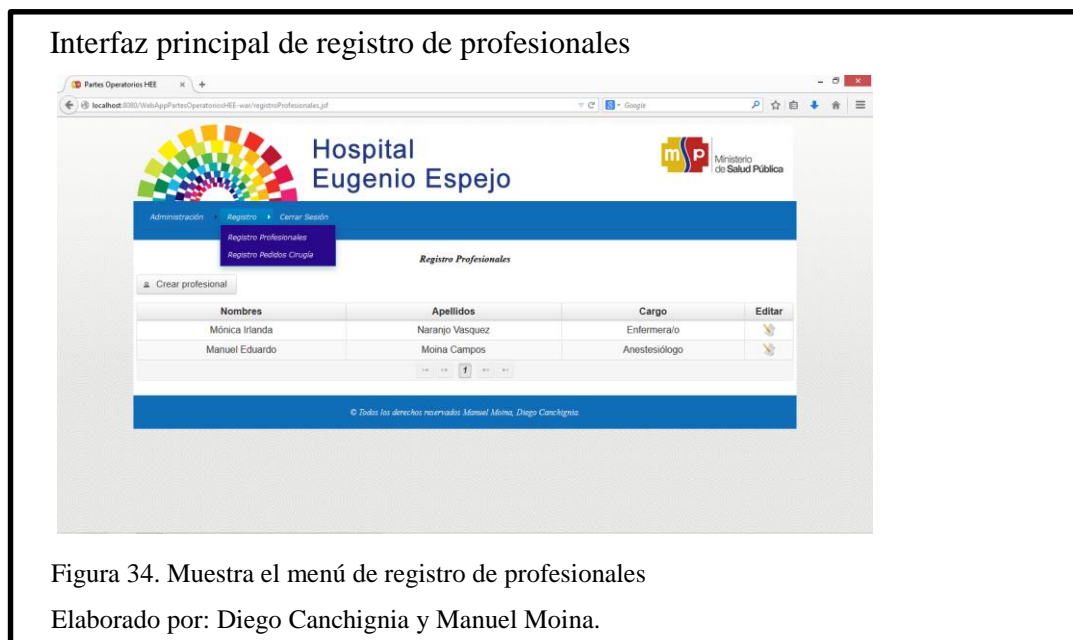 Interfaz principal de registro de profesionales
Partes Operatorios HEE × +
localhost:8080/WebAppPartesOperatoriosHEE-war/registroProfesionales.jsf
Google
Hospital
Eugenio Espejo
msp
Ministerio
de Salud Pública
Administración Registro Cerrar Sesión
Registro Profesionales
Registro Pedidos Cirugía
Registro Profesionales
Crear profesional
Nombres Apellidos Cargo Editar
Mónica Irlanda Naranjo Vasquez Enfermera/o
Manuel Eduardo Moina Campos Anestesiólogo
1
© Todos los derechos reservados Manuel Moina, Diego Canchignia.
Figura 34. Muestra el menú de registro de profesionales
Elaborado por: Diego Canchignia y Manuel Moina.